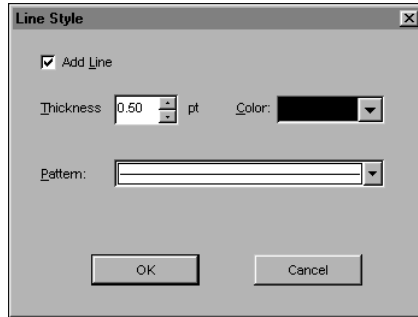 Line Style
Add Line
Thickness 0.50 pt Color:
Pattern:
OK Cancel